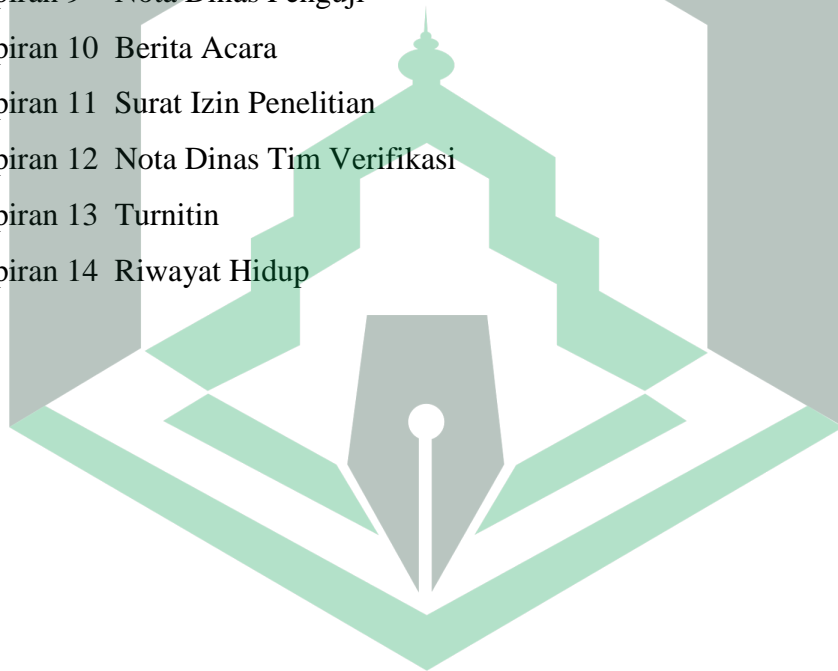 piran 9 Nota Dinas Penguji
piran 10 Berita Acara
piran 11 Surat Izin Penelitian
piran 12 Nota Dinas Tim Verifikasi
piran 13 Turnitin
piran 14 Riwayat Hidup